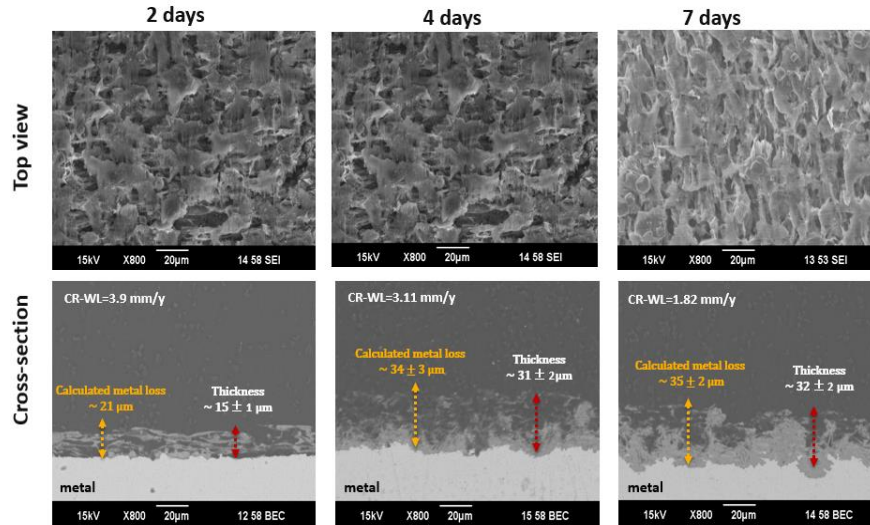 2 days
4 days
7 days
Top view
15kV X800 20μm 14 58 SEI
15kV X800 20μm 14 58 SEI
15kV X800 20μm 13 53 SEI
Cross-section
CR-WL=3.9 mm/y
Calculated metal loss
~ 21 μm
Thickness
~ 15 ± 1 μm
metal
15kV X800 20μm 12 58 BEC
CR-WL=3.11 mm/y
Calculated metal loss
~ 34 ± 3 μm
Thickness
~ 31 ± 2μm
metal
15kV X800 20μm 15 58 BEC
CR-WL=1.82 mm/y
Calculated metal loss
~ 35 ± 2 μm
Thickness
~ 32 ± 2 μm
metal
15kV X800 20μm 14 58 BEC